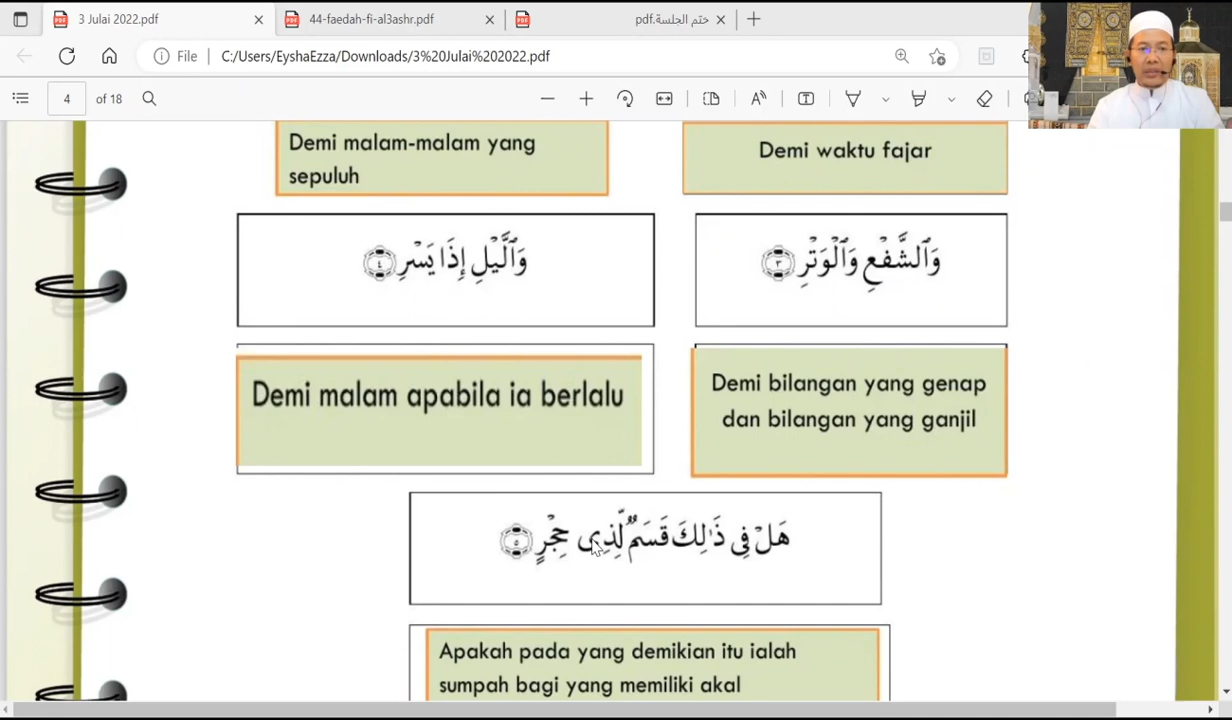 3 Julai 2022.pdf
44-faedah-fi-al3ashr.pdf
ختم الجلسة.pdf
File
C:/Users/EyshaEzza/Downloads/3%20Julai%202022.pdf
4 of 18
Demi waktu fajar
Demi malam-malam yang
sepuluh
وَٱلشَّفْعِ وَٱلْوَتْرِ ٣
وَٱلَّيْلِ إِذَا يَسْرِ ٤
Demi bilangan yang genap
dan bilangan yang ganjil
Demi malam apabila ia berlalu
هَلْ فِى ذَٰلِكَ قَسَمٌ لِّذِى حِجْرٍ ٥
Apakah pada yang demikian itu ialah
sumpah bagi yang memiliki akal